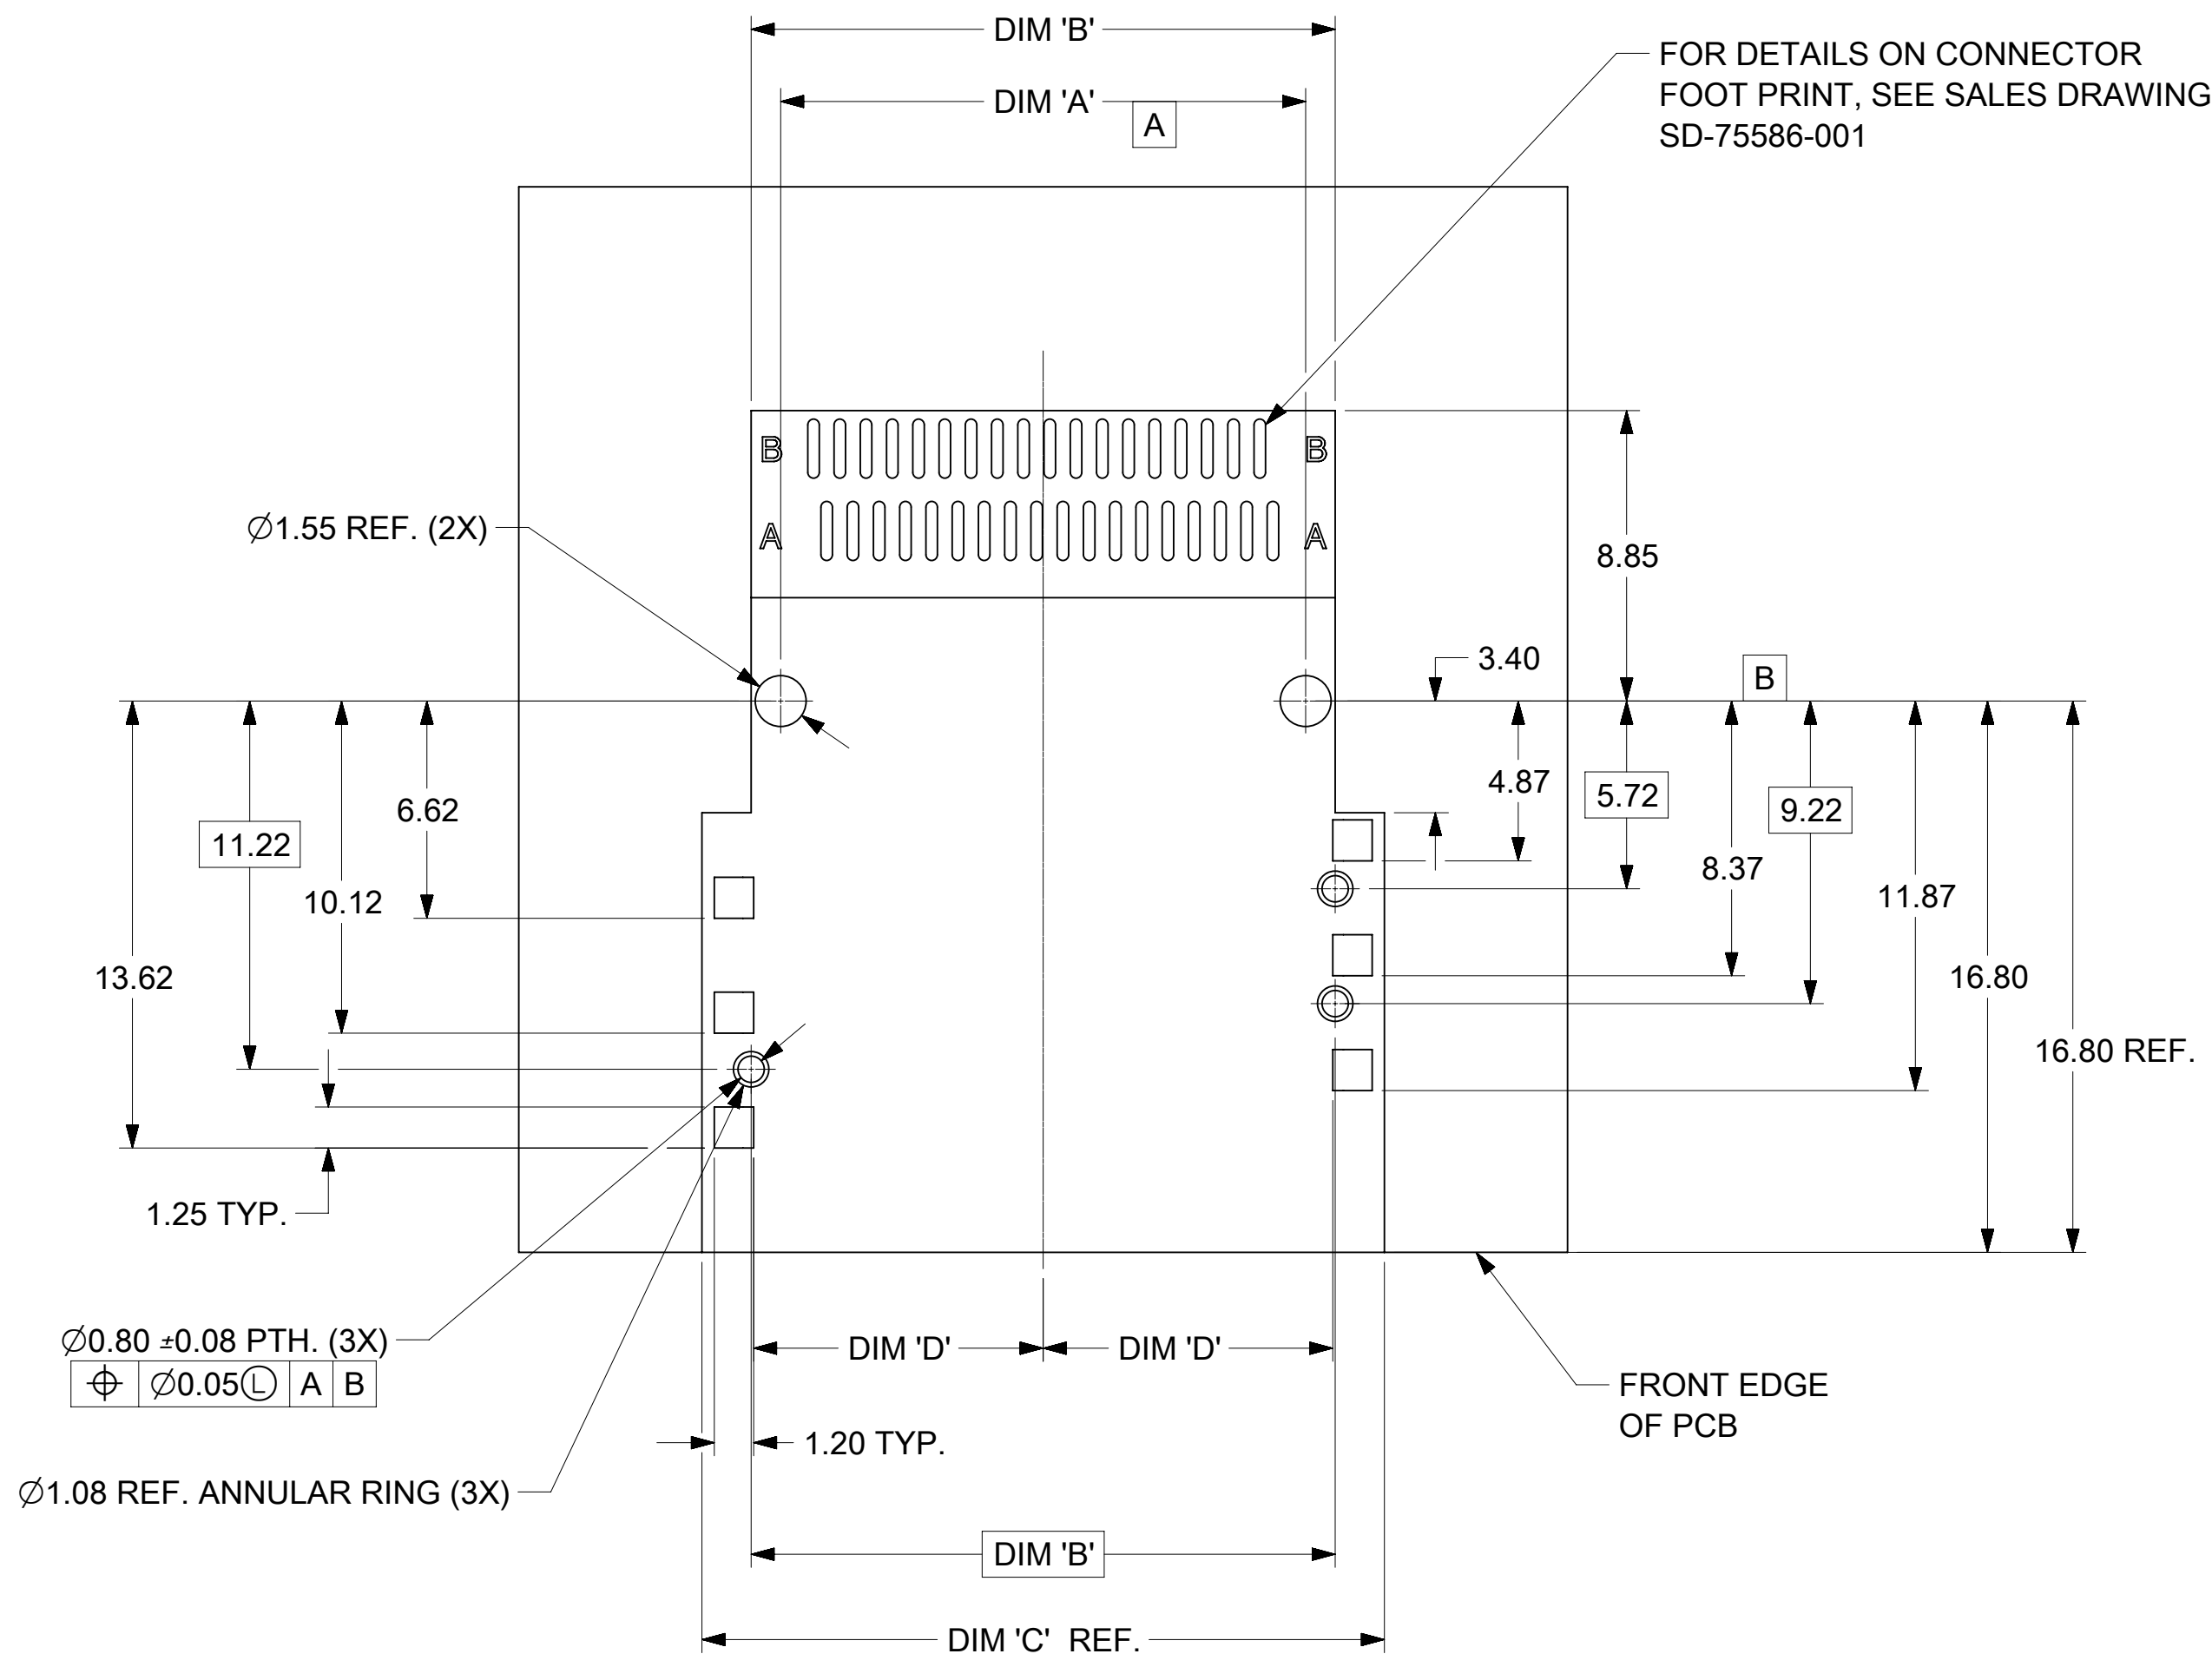 DIM 'B'
FOR DETAILS ON CONNECTOR
FOOT PRINT, SEE SALES DRAWING
SD-75586-001
DIM 'A'
A
B
B
A
A
∅1.55 REF. (2X)
8.85
3.40
B
4.87
5.72
9.22
6.62
11.22
8.37
10.12
11.87
13.62
16.80
16.80 REF.
1.25 TYP.
∅0.80 ±0.08 PTH. (3X)
⌖ ∅0.05Ⓛ A B
DIM 'D'
DIM 'D'
FRONT EDGE
OF PCB
1.20 TYP.
∅1.08 REF. ANNULAR RING (3X)
DIM 'B'
DIM 'C' REF.